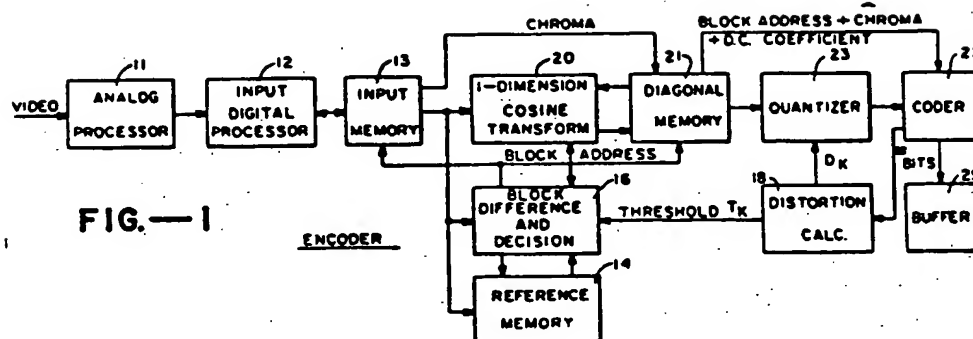 CHROMA
BLOCK ADDRESS + CHROMA
+ D.C. COEFFICIENT
11
12
13
20
21
23
VIDEO
ANALOG
PROCESSOR
INPUT
DIGITAL
PROCESSOR
INPUT
MEMORY
1-DIMENSION
COSINE
TRANSFORM
DIAGONAL
MEMORY
QUANTIZER
CODER
BLOCK ADDRESS
DK
BITS
16
18
BLOCK
DIFFERENCE
AND
DECISION
THRESHOLD TK
DISTORTION
CALC.
BUFFER
FIG.—1
ENCODER
14
REFERENCE
MEMORY